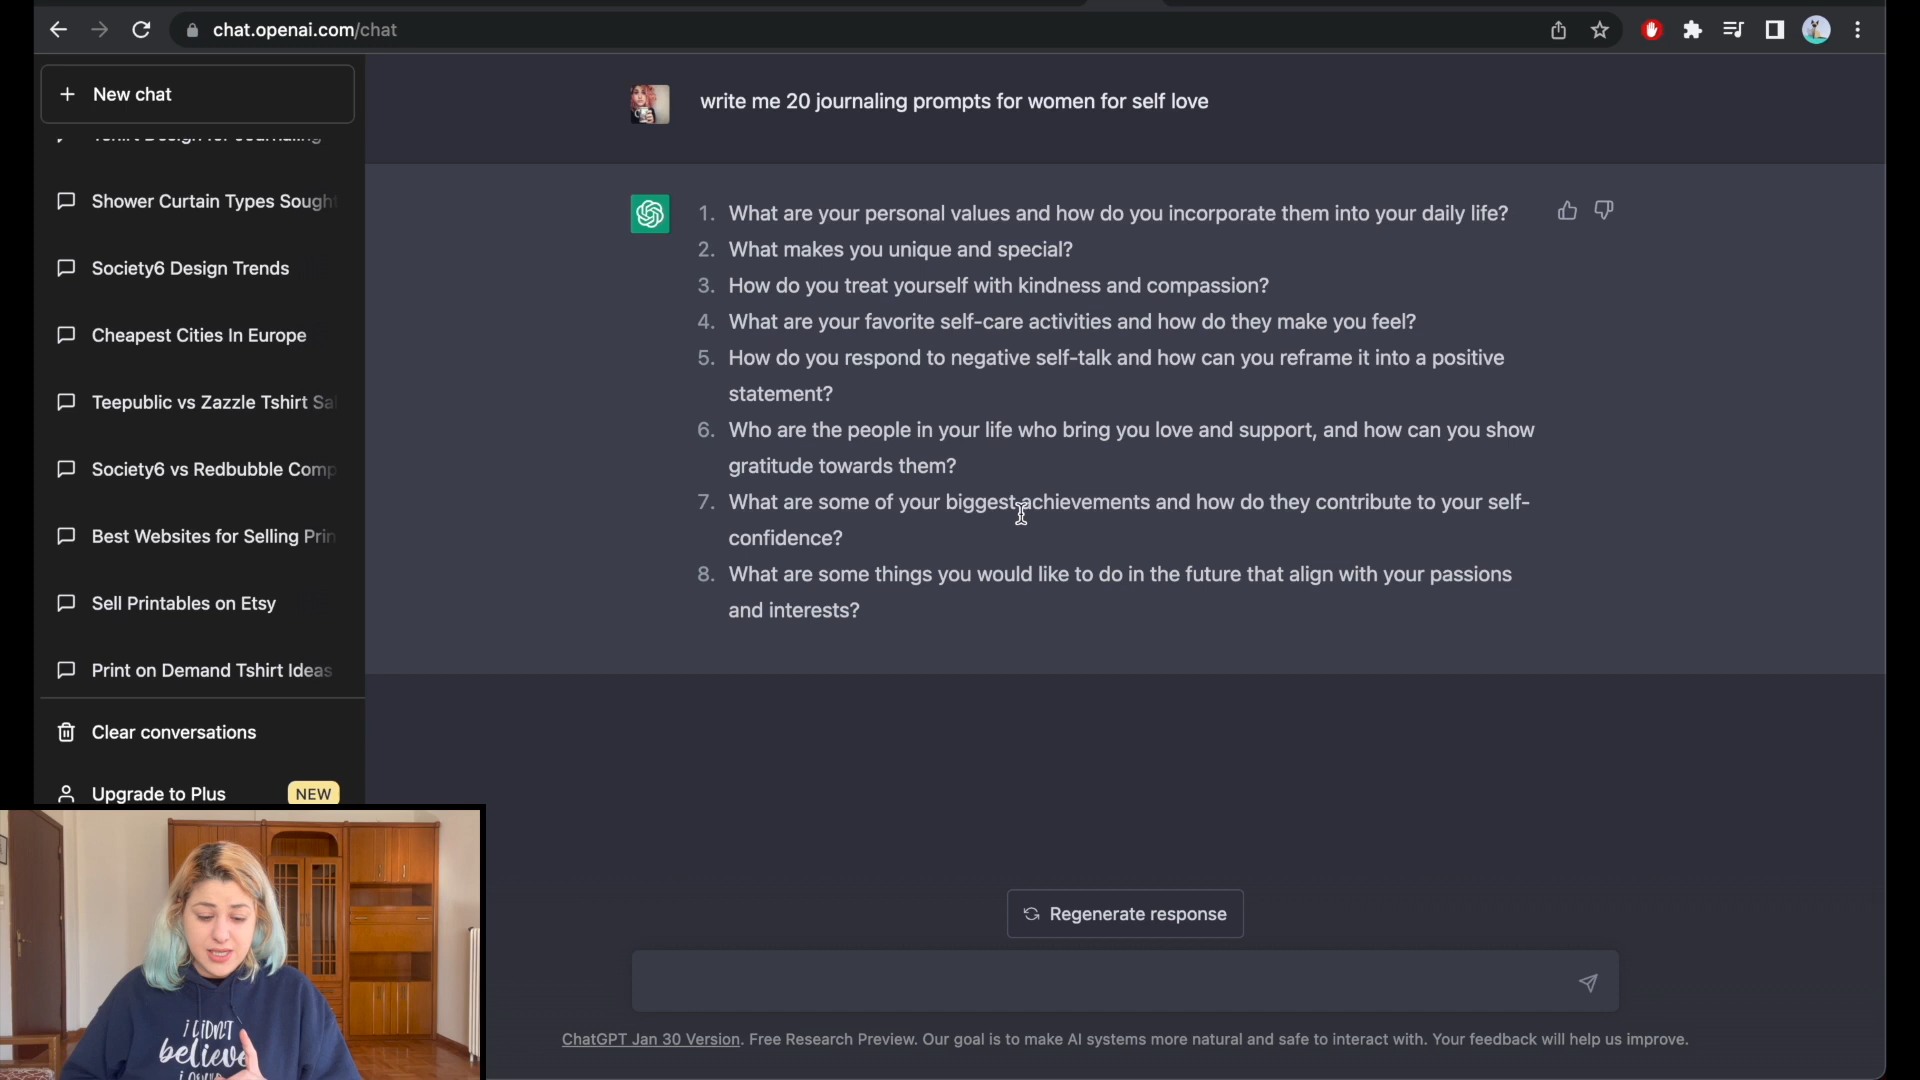 chat.openai.com/chat
New chat
write me 20 journaling prompts for women for self love
Tshirt Design for Journaling
Shower Curtain Types Sough
Society6 Design Trends
Cheapest Cities In Europe
Teepublic vs Zazzle Tshirt Sal
Society6 vs Redbubble Comp
Best Websites for Selling Prin
Sell Printables on Etsy
Print on Demand Tshirt Ideas
Clear conversations
Upgrade to Plus NEW
1. What are your personal values and how do you incorporate them into your daily life?
2. What makes you unique and special?
3. How do you treat yourself with kindness and compassion?
4. What are your favorite self-care activities and how do they make you feel?
5. How do you respond to negative self-talk and how can you reframe it into a positive
statement?
6. Who are the people in your life who bring you love and support, and how can you show
gratitude towards them?
7. What are some of your biggest achievements and how do they contribute to your self-
confidence?
8. What are some things you would like to do in the future that align with your passions
and interests?
Regenerate response
ChatGPT Jan 30 Version. Free Research Preview. Our goal is to make AI systems more natural and safe to interact with. Your feedback will help us improve.
i didn't
believe